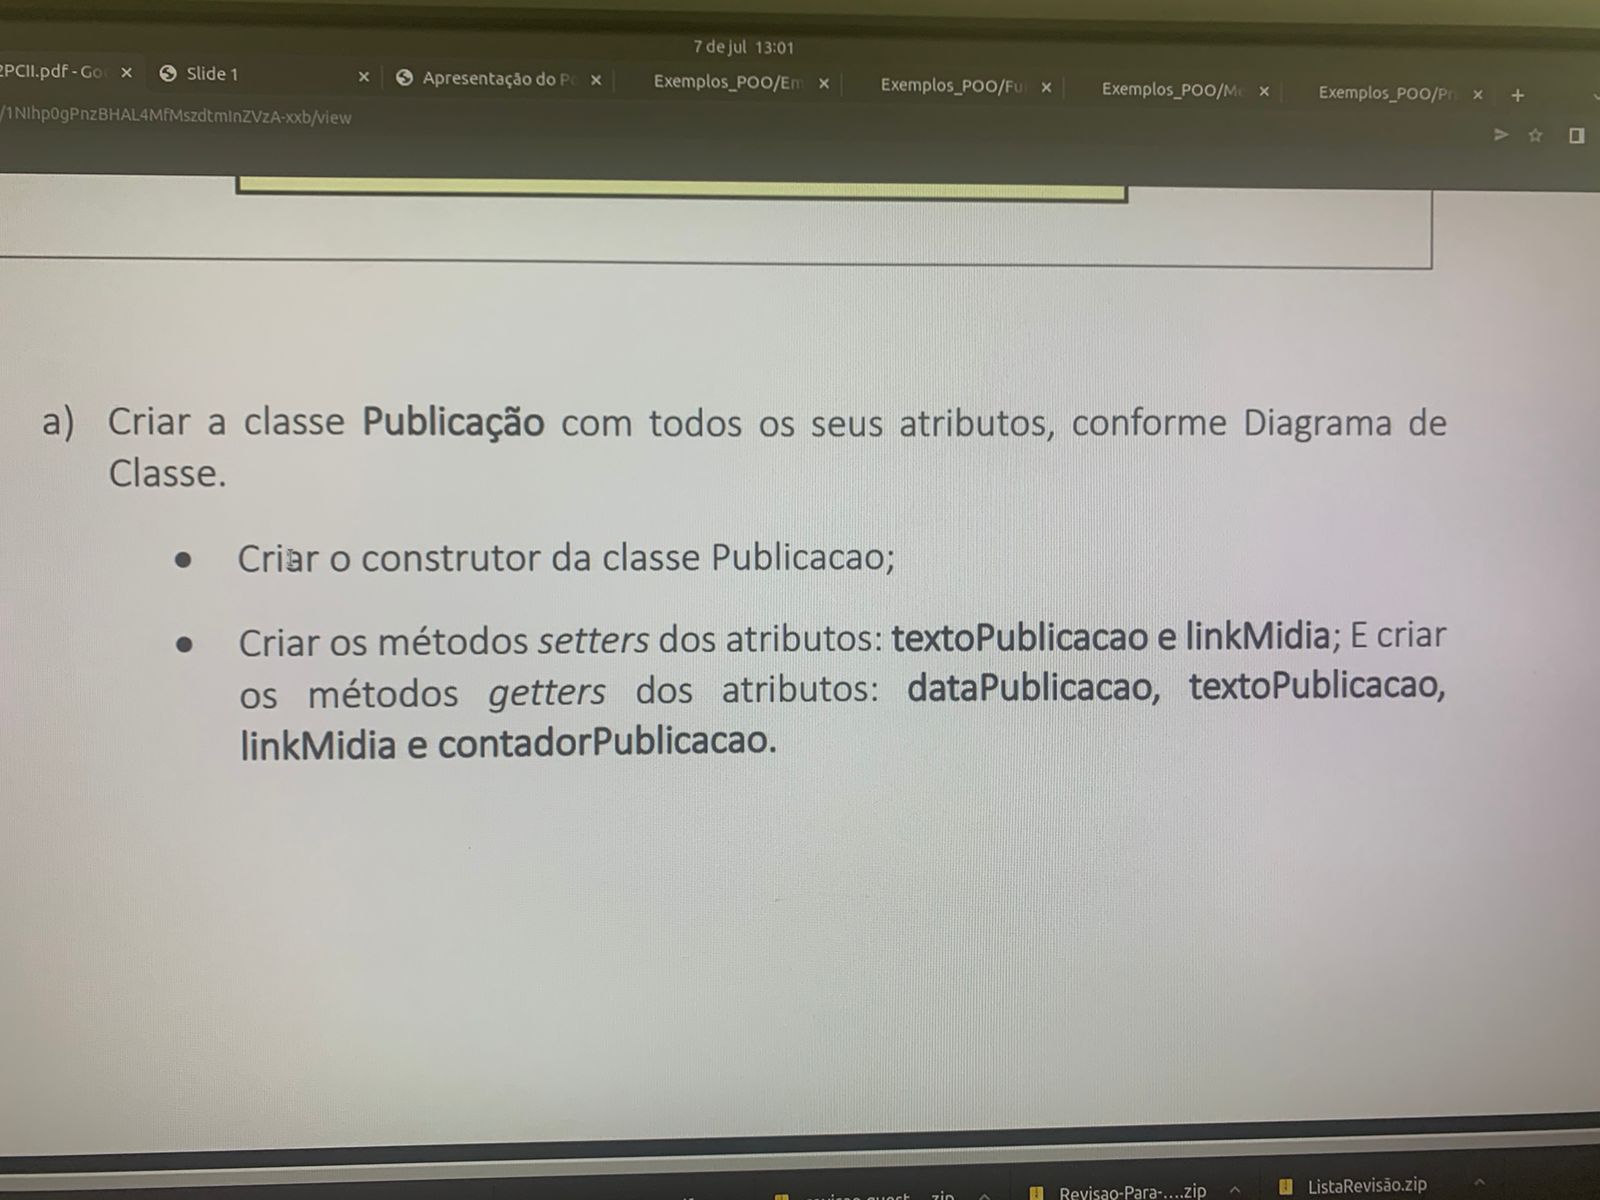 7 de jul 13:01
2PCII.pdf - Go
Slide 1
Apresentação do Po
Exemplos_POO/Em
Exemplos_POO/Fu
Exemplos_POO/Me
Exemplos_POO/Pr
/1NIhp0gPnzBHAL4MfMszdtmInZVzA-xxb/view
a) Criar a classe Publicação com todos os seus atributos, conforme Diagrama de
Classe.
• Criar o construtor da classe Publicacao;
• Criar os métodos setters dos atributos: textoPublicacao e linkMidia; E criar
os métodos getters dos atributos: dataPublicacao, textoPublicacao,
linkMidia e contadorPublicacao.
zip
Revisao-Para-....zip
ListaRevisão.zip